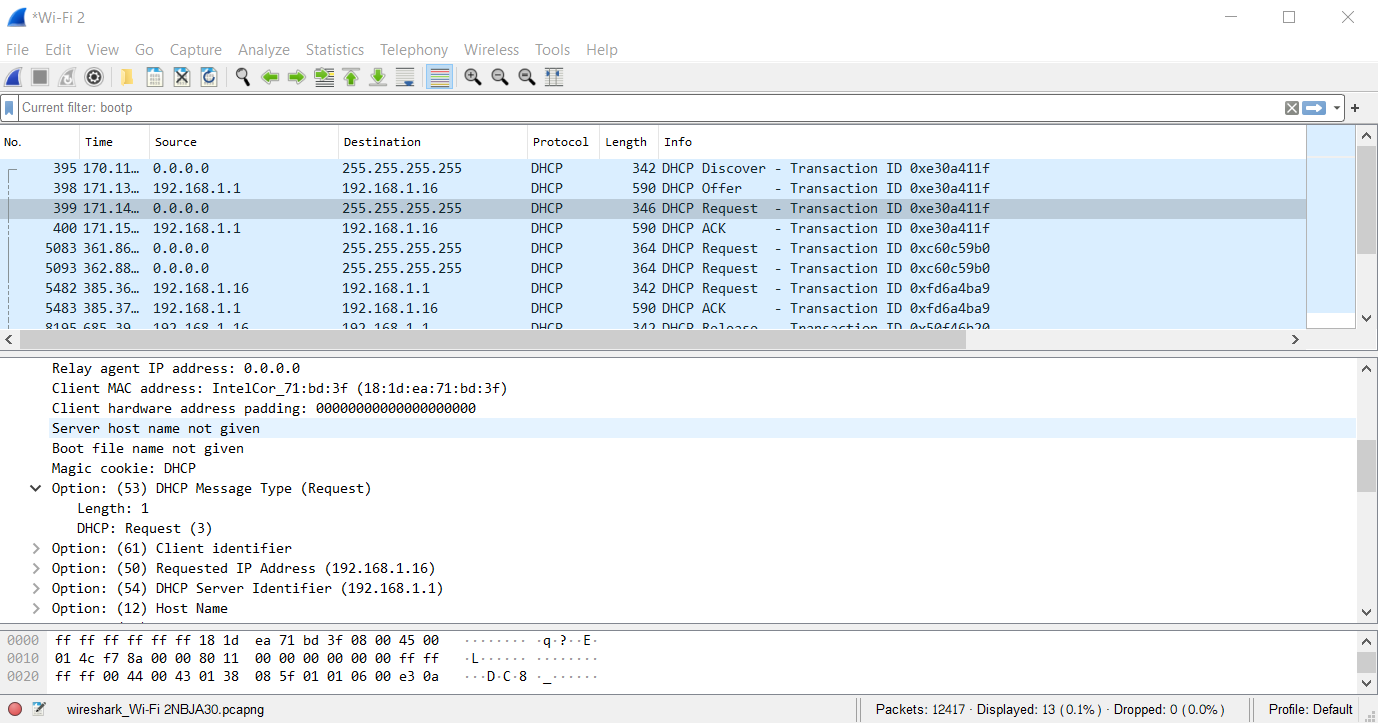 *Wi-Fi 2
File Edit View Go Capture Analyze Statistics Telephony Wireless Tools Help
Current filter: bootp
No. Time Source Destination Protocol Length Info
395 170.11… 0.0.0.0 255.255.255.255 DHCP 342 DHCP Discover - Transaction ID 0xe30a411f
398 171.13… 192.168.1.1 192.168.1.16 DHCP 590 DHCP Offer - Transaction ID 0xe30a411f
399 171.14… 0.0.0.0 255.255.255.255 DHCP 346 DHCP Request - Transaction ID 0xe30a411f
400 171.15… 192.168.1.1 192.168.1.16 DHCP 590 DHCP ACK - Transaction ID 0xe30a411f
5083 361.86… 0.0.0.0 255.255.255.255 DHCP 364 DHCP Request - Transaction ID 0xc60c59b0
5093 362.88… 0.0.0.0 255.255.255.255 DHCP 364 DHCP Request - Transaction ID 0xc60c59b0
5482 385.36… 192.168.1.16 192.168.1.1 DHCP 342 DHCP Request - Transaction ID 0xfd6a4ba9
5483 385.37… 192.168.1.1 192.168.1.16 DHCP 590 DHCP ACK - Transaction ID 0xfd6a4ba9
8195 685.39… 192.168.1.16 192.168.1.1 DHCP 342 DHCP Release - Transaction ID 0x50f46b20
Relay agent IP address: 0.0.0.0
Client MAC address: IntelCor_71:bd:3f (18:1d:ea:71:bd:3f)
Client hardware address padding: 00000000000000000000
Server host name not given
Boot file name not given
Magic cookie: DHCP
Option: (53) DHCP Message Type (Request)
Length: 1
DHCP: Request (3)
Option: (61) Client identifier
Option: (50) Requested IP Address (192.168.1.16)
Option: (54) DHCP Server Identifier (192.168.1.1)
Option: (12) Host Name
0000 ff ff ff ff ff ff 18 1d ea 71 bd 3f 08 00 45 00 ········ ·q·?··E·
0010 01 4c f7 8a 00 00 80 11 00 00 00 00 00 00 ff ff ·L······ ········
0020 ff ff 00 44 00 43 01 38 08 5f 01 01 06 00 e3 0a ···D·C·8 ·_······
wireshark_Wi-Fi 2NBJA30.pcapng Packets: 12417 · Displayed: 13 (0.1%) · Dropped: 0 (0.0%) Profile: Default